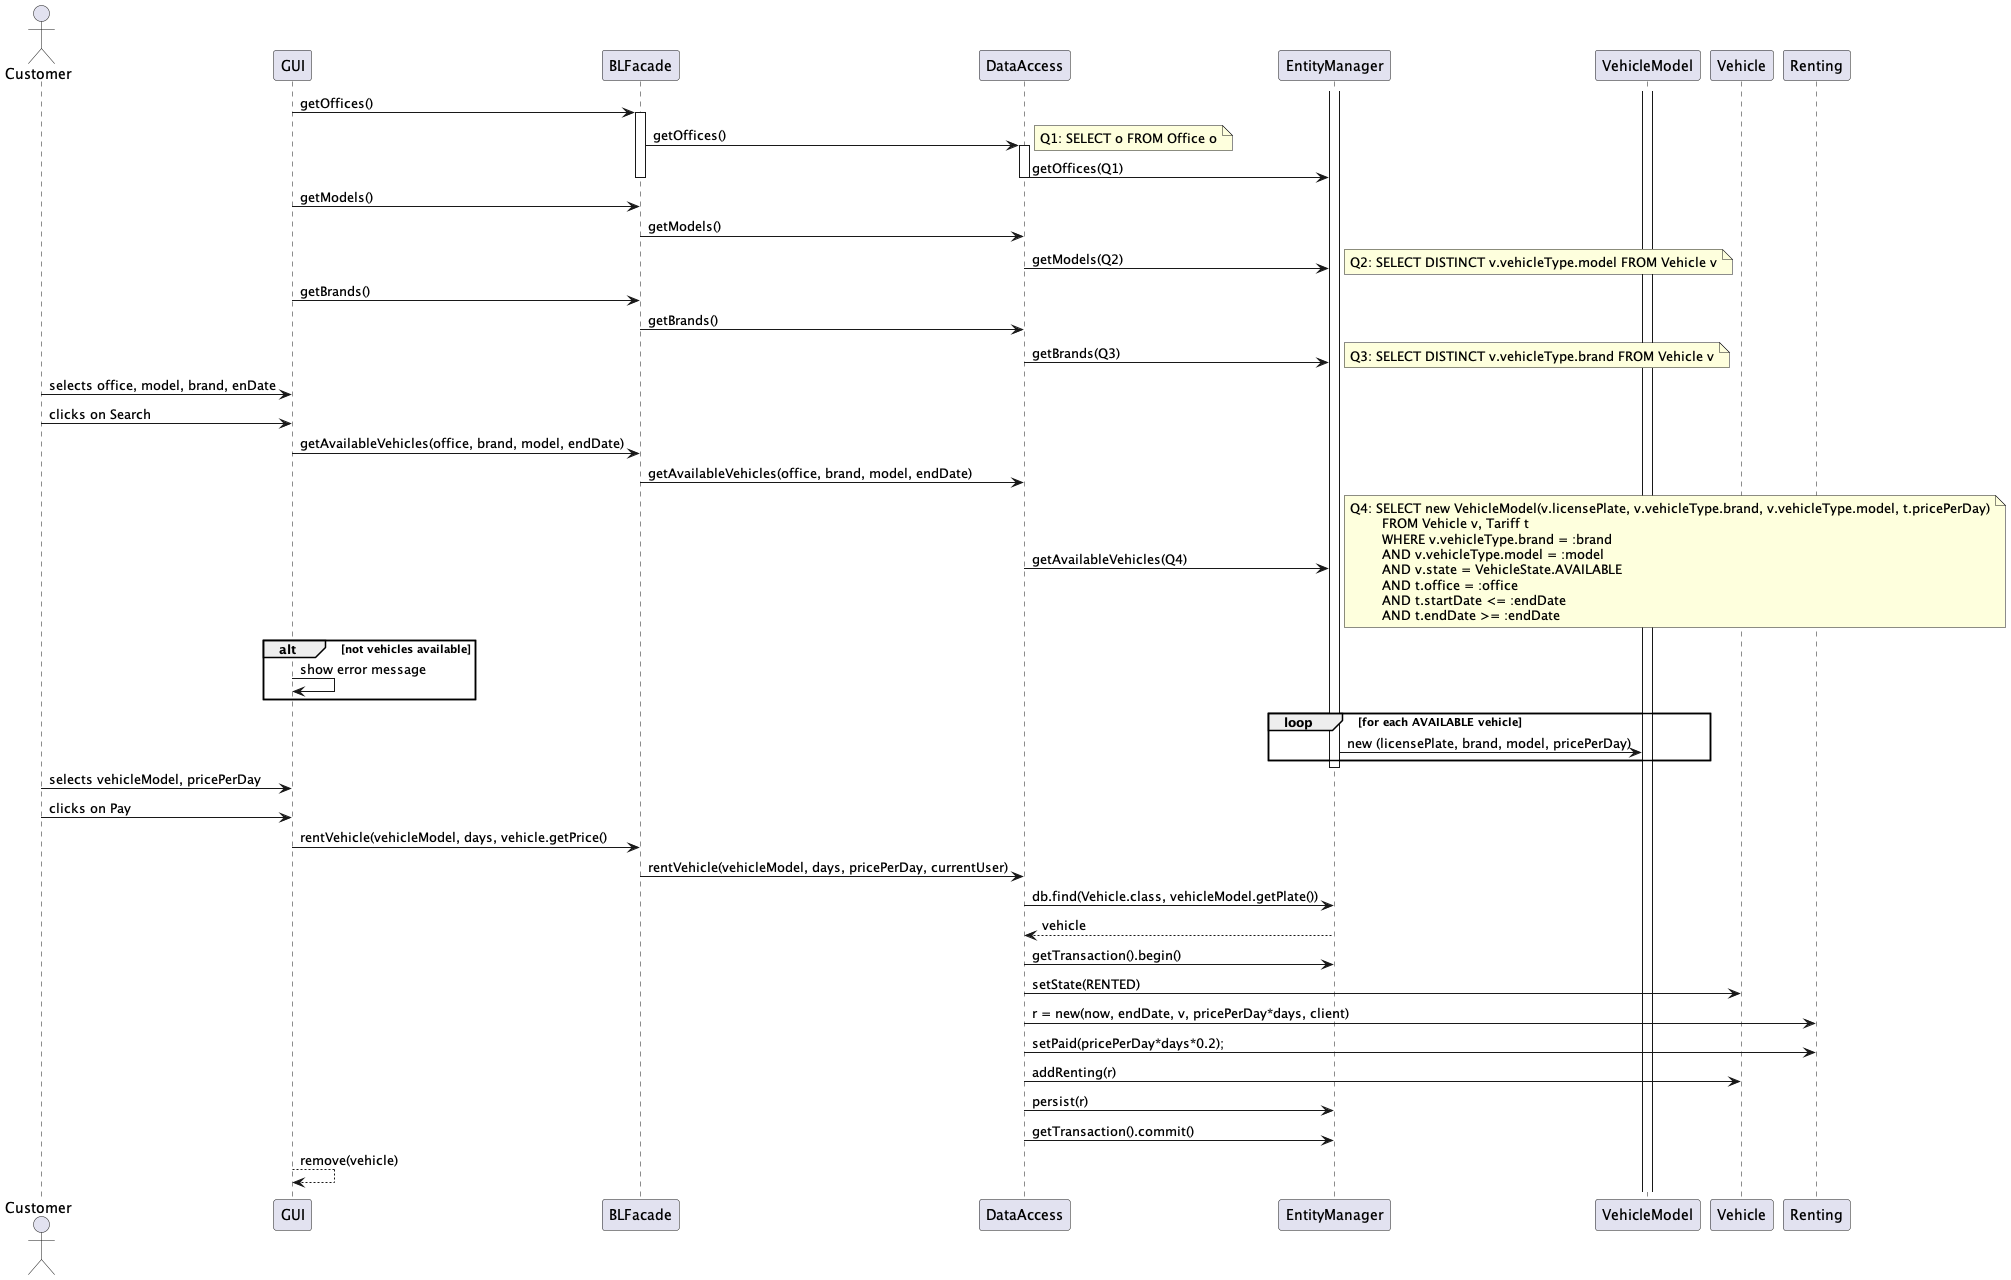 Customer
GUI
BLFacade
DataAccess
EntityManager
VehicleModel
Vehicle
Renting
getOffices()
getOffices()
Q1: SELECT o FROM Office o
getOffices(Q1)
getModels()
getModels()
getModels(Q2)
Q2: SELECT DISTINCT v.vehicleType.model FROM Vehicle v
getBrands()
getBrands()
getBrands(Q3)
Q3: SELECT DISTINCT v.vehicleType.brand FROM Vehicle v
selects office, model, brand, enDate
clicks on Search
getAvailableVehicles(office, brand, model, endDate)
getAvailableVehicles(office, brand, model, endDate)
Q4: SELECT new VehicleModel(v.licensePlate, v.vehicleType.brand, v.vehicleType.model, t.pricePerDay)
FROM Vehicle v, Tariff t
WHERE v.vehicleType.brand = :brand
AND v.vehicleType.model = :model
AND v.state = VehicleState.AVAILABLE
AND t.office = :office
AND t.startDate <= :endDate
AND t.endDate >= :endDate
getAvailableVehicles(Q4)
alt [not vehicles available]
show error message
loop [for each AVAILABLE vehicle]
new (licensePlate, brand, model, pricePerDay)
selects vehicleModel, pricePerDay
clicks on Pay
rentVehicle(vehicleModel, days, vehicle.getPrice()
rentVehicle(vehicleModel, days, pricePerDay, currentUser)
db.find(Vehicle.class, vehicleModel.getPlate())
vehicle
getTransaction().begin()
setState(RENTED)
r = new(now, endDate, v, pricePerDay*days, client)
setPaid(pricePerDay*days*0.2);
addRenting(r)
persist(r)
getTransaction().commit()
remove(vehicle)
Customer
GUI
BLFacade
DataAccess
EntityManager
VehicleModel
Vehicle
Renting